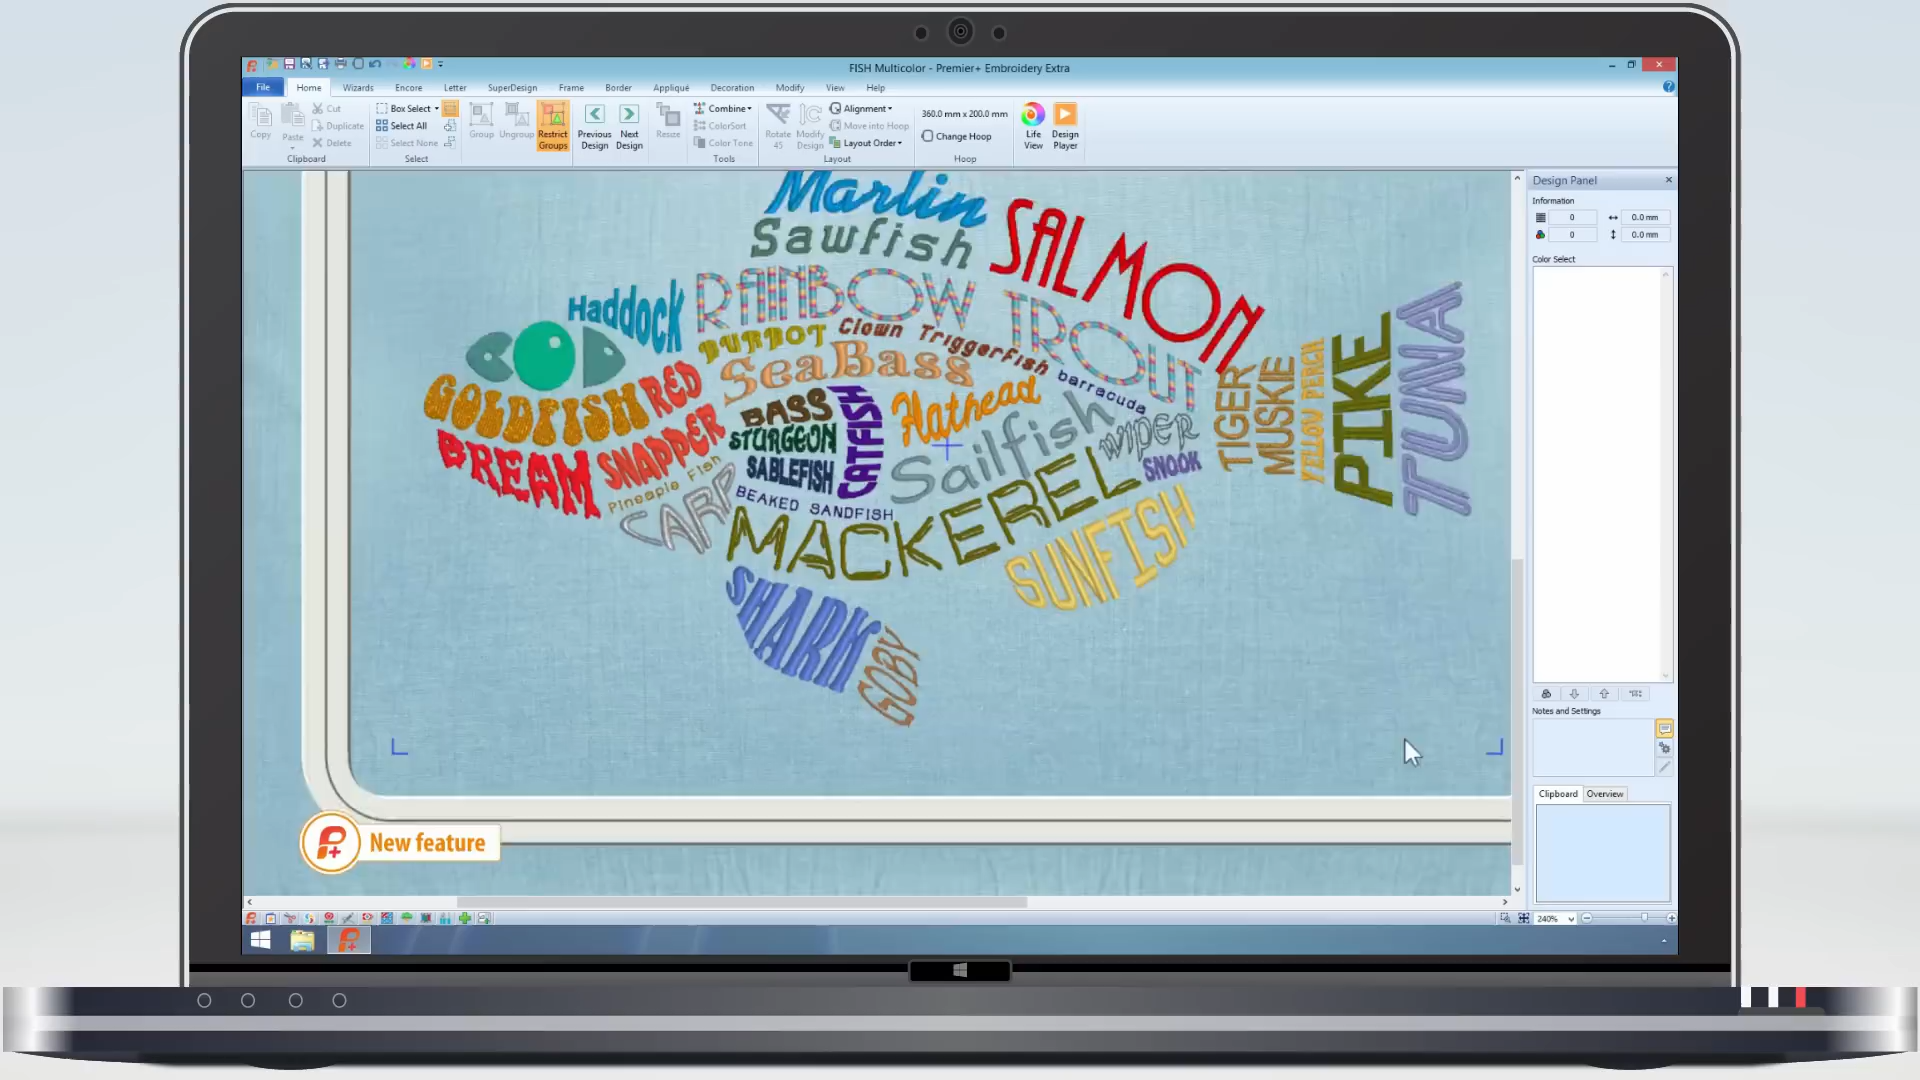 FISH Multicolor - Premier+ Embroidery Extra
File Home Wizards Encore Letter SuperDesign Frame Border Appliqué Decoration Modify View Help
Copy
Paste
Cut
Duplicate
Delete
Clipboard
Box Select
Select All
Select None
Select
Group
Ungroup
Restrict Groups
Previous Design
Next Design
Resize
Combine
ColorSort
Color Tone
Tools
Rotate 45
Modify Design
Alignment
Move into Hoop
Layout Order
Layout
360.0 mm x 200.0 mm
Change Hoop
Hoop
Life View
Design Player
Marlin
Sawfish
SALMON
Haddock
RAINBOW TROUT
COD
BURBOT
Clown Triggerfish
SeaBass
barracuda
GOLDFISH
RED SNAPPER
BREAM
BASS
STURGEON
SABLEFISH
CATFISH
Flathead
Sailfish
WIPER
SNOOK
TIGER MUSKIE
YELLOW PERCH
PIKE
TUNA
Pineapple Fish
CARP
BEAKED SANDFISH
MACKEREL
SUNFISH
SHARK
GOBY
Design Panel
Information
0 0.0 mm
0 0.0 mm
Color Select
Notes and Settings
Clipboard Overview
240%
P+ New feature